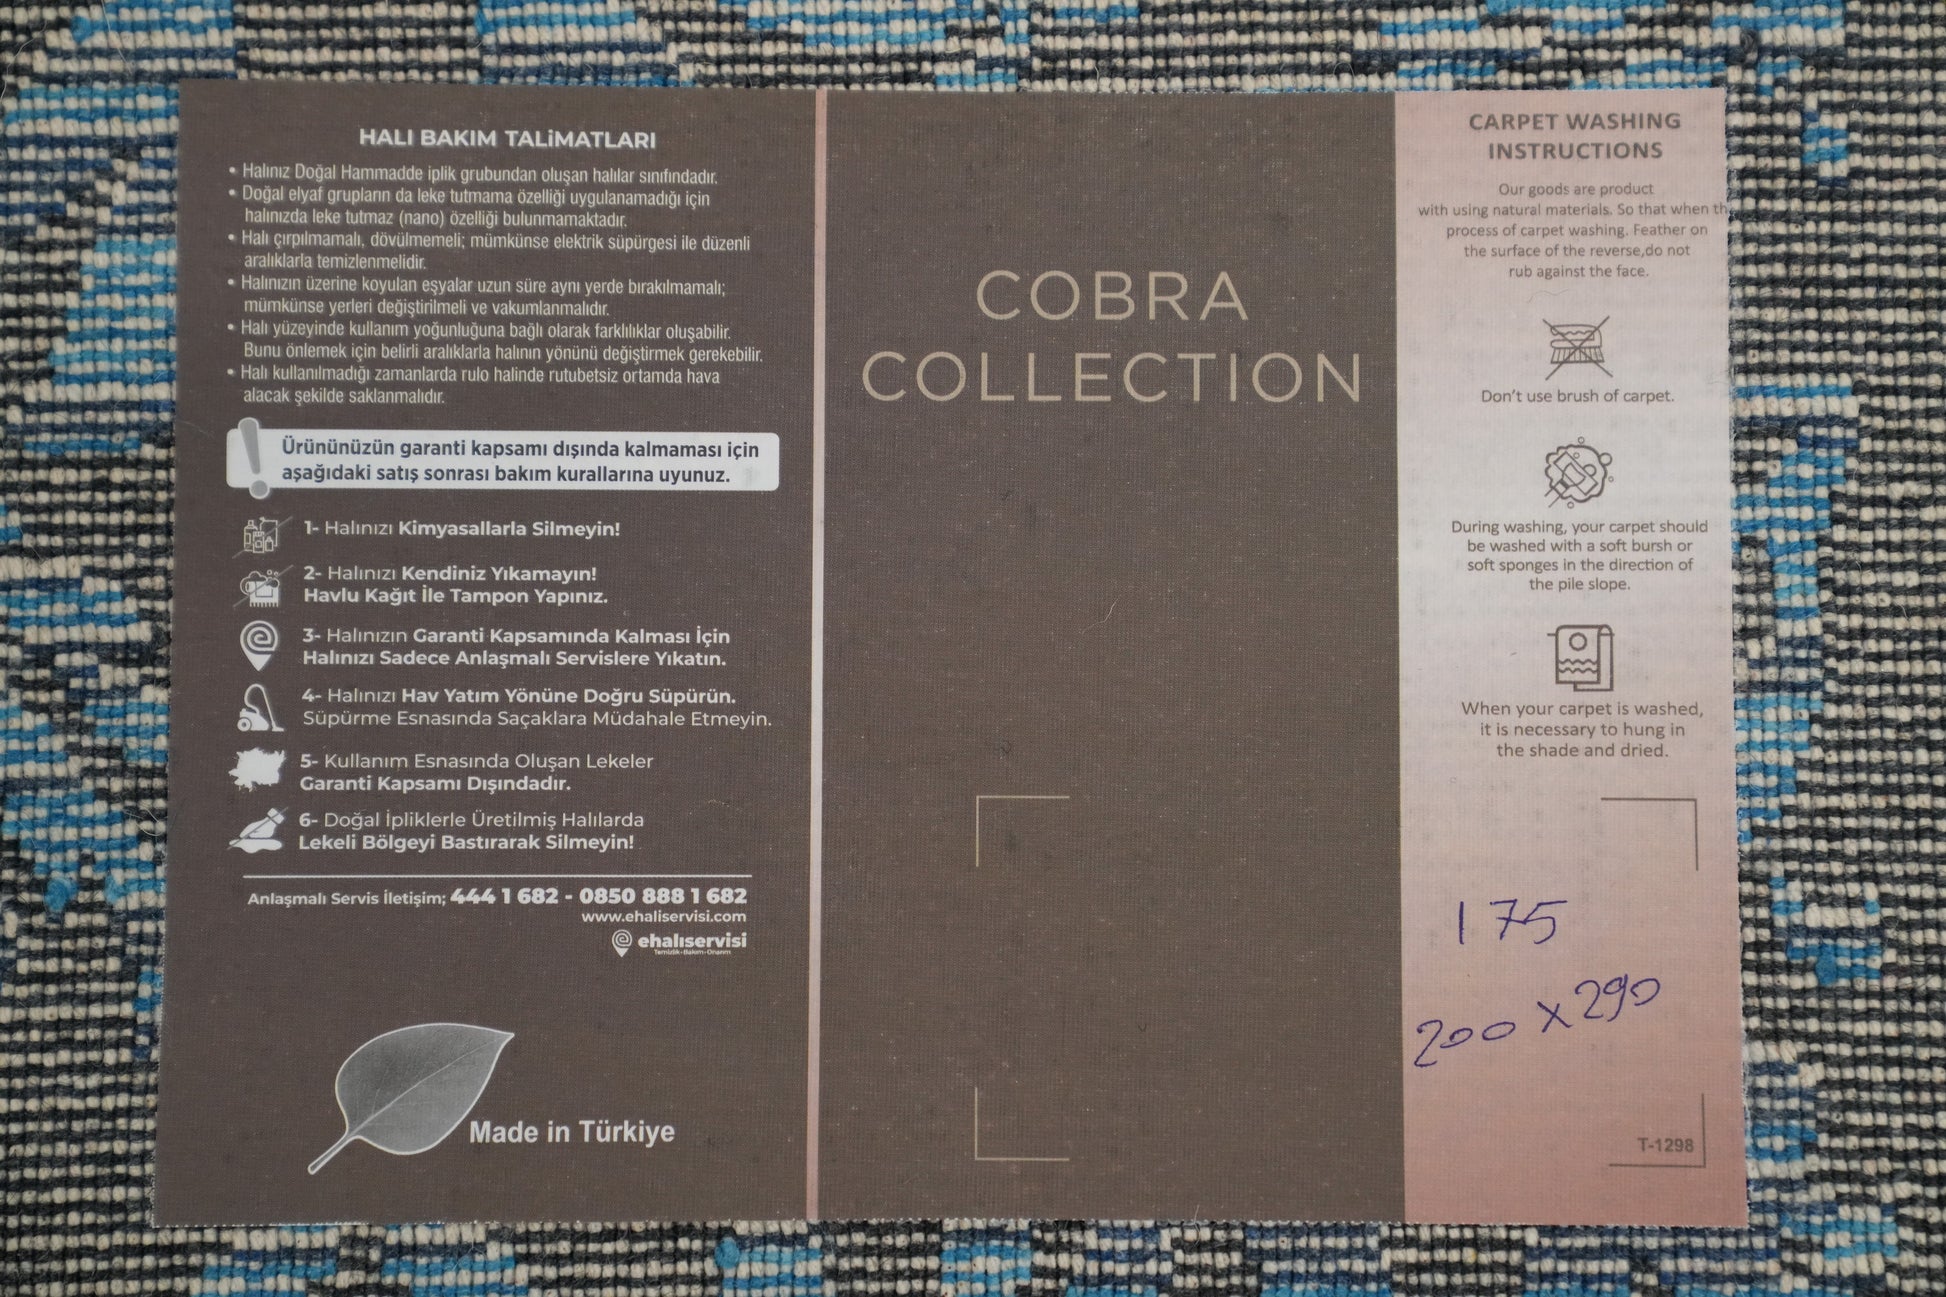 HALI BAKIM TALiMATLARI
• Halınız Doğal Hammadde iplik grubundan oluşan halılar sınıfındadır.
• Doğal elyaf grupların da leke tutmama özelliği uygulanamadığı için
halınızda leke tutmaz (nano) özelliği bulunmamaktadır.
• Halı çırpılmamalı, dövülmemeli; mümkünse elektrik süpürgesi ile düzenli
aralıklarla temizlenmelidir.
• Halınızın üzerine koyulan eşyalar uzun süre aynı yerde bırakılmamalı;
mümkünse yerleri değiştirilmeli ve vakumlanmalıdır.
• Halı yüzeyinde kullanım yoğunluğuna bağlı olarak farklılıklar oluşabilir.
Bunu önlemek için belirli aralıklarla halının yönünü değiştirmek gerekebilir.
• Halı kullanılmadığı zamanlarda rulo halinde rutubetsiz ortamda hava
alacak şekilde saklanmalıdır.
Ürününüzün garanti kapsamı dışında kalmaması için
aşağıdaki satış sonrası bakım kurallarına uyunuz.
1- Halınızı Kimyasallarla Silmeyin!
2- Halınızı Kendiniz Yıkamayın!
Havlu Kağıt İle Tampon Yapınız.
3- Halınızın Garanti Kapsamında Kalması İçin
Halınızı Sadece Anlaşmalı Servislere Yıkatın.
4- Halınızı Hav Yatım Yönüne Doğru Süpürün.
Süpürme Esnasında Saçaklara Müdahale Etmeyin.
5- Kullanım Esnasında Oluşan Lekeler
Garanti Kapsamı Dışındadır.
6- Doğal İpliklerle Üretilmiş Halılarda
Lekeli Bölgeyi Bastırarak Silmeyin!
Anlaşmalı Servis İletişim; 444 1 682 - 0850 888 1 682
www.ehaliservisi.com
ehalıservisi
Temizlik-Bakım-Onarım
Made in Türkiye
COBRA
COLLECTION
CARPET WASHING
INSTRUCTIONS
Our goods are product
with using natural materials. So that when th
process of carpet washing. Feather on
the surface of the reverse,do not
rub against the face.
Don't use brush of carpet.
During washing, your carpet should
be washed with a soft bursh or
soft sponges in the direction of
the pile slope.
When your carpet is washed,
it is necessary to hung in
the shade and dried.
175
200 x 290
T-1298